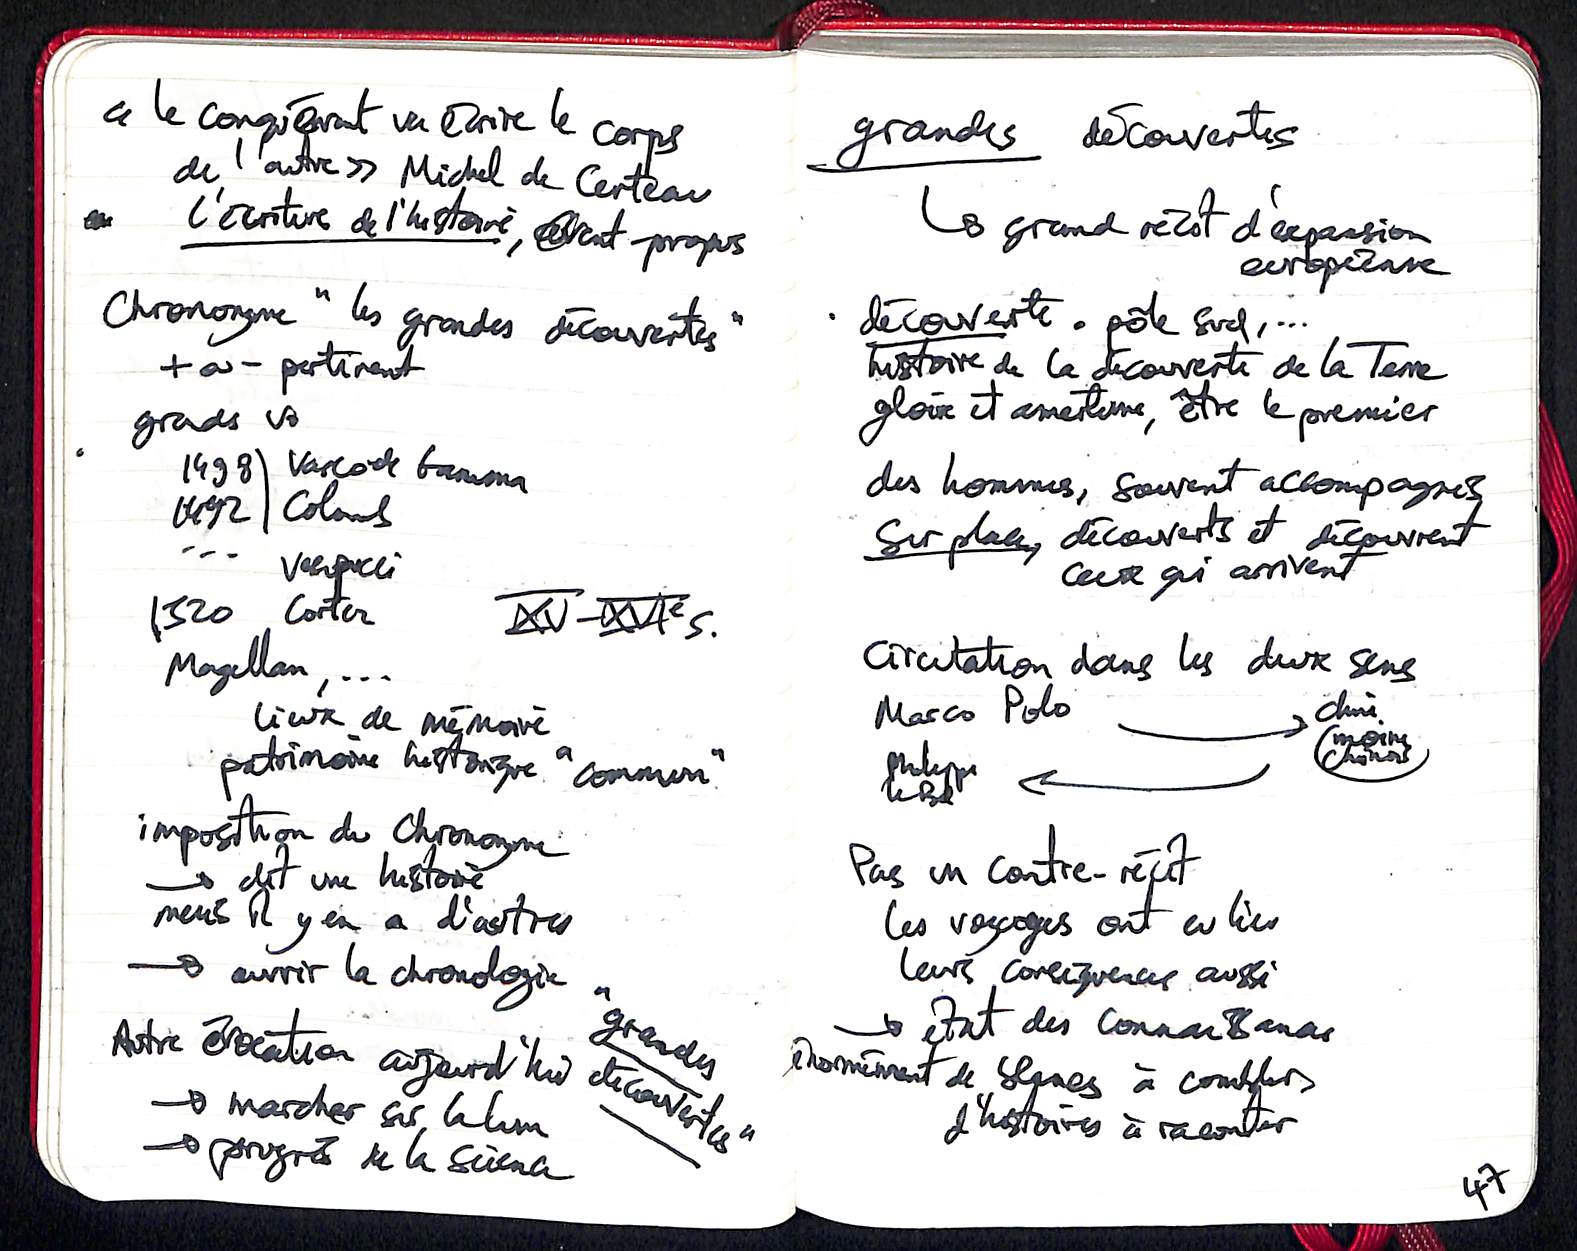 « le conquérant va écrire le corps
de l'autre » Michel de Certeau
L'écriture de l'histoire, avant-propos
Chrononyme " les grandes découvertes "
+ ou - pertinent
grands
1498 Vasco de Gamma
1492 Colomb
--- Vespucci
1520 Cortez XV-XVIe s.
Magellan, ...
lieux de mémoire
patrimoine historique "commun"
imposition du Chrononyme
→ dit une histoire
mais il y en a d'autres
→ ouvrir la chronologie
Autre évocation aujourd'hui "grandes découvertes"
→ marcher sur la lune
→ progrès de la science
grandes découvertes
↳ grand récit d'expansion
européenne
. découverte . pôle sud, ...
histoire de la découverte de la Terre
gloire et amertume, être le premier
des hommes, souvent accompagnés
sur place, découverts et découvrent
ceux qui arrivent
Circulation dans les deux sens
Marco Polo → chine
moine
chinois
Philippe
le Bel ←
Pas un contre-récit
les voyages ont eu lieu
leurs conséquences aussi
→ état des connaissances
énormément de blancs à combler
d'histoires à raconter
47